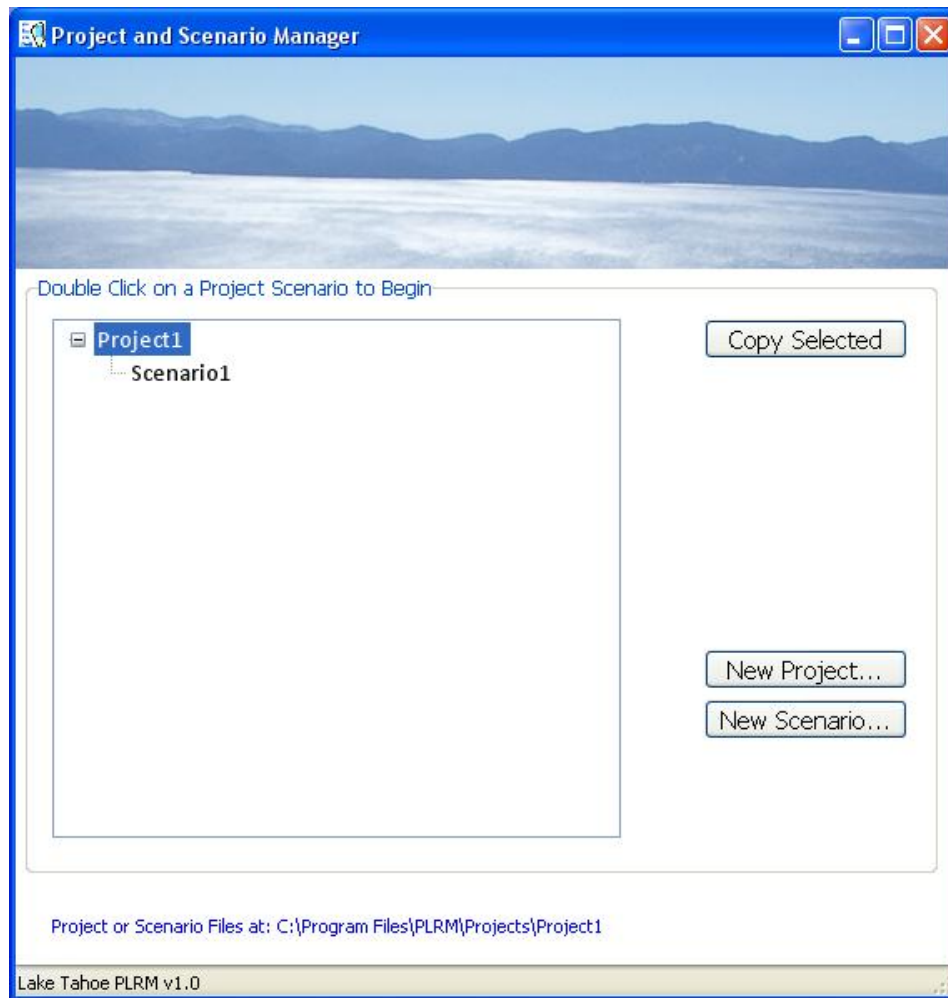 Project and Scenario Manager
Double Click on a Project Scenario to Begin
Project1
Scenario1
Copy Selected
New Project...
New Scenario...
Project or Scenario Files at: C:\Program Files\PLRM\Projects\Project1
Lake Tahoe PLRM v1.0